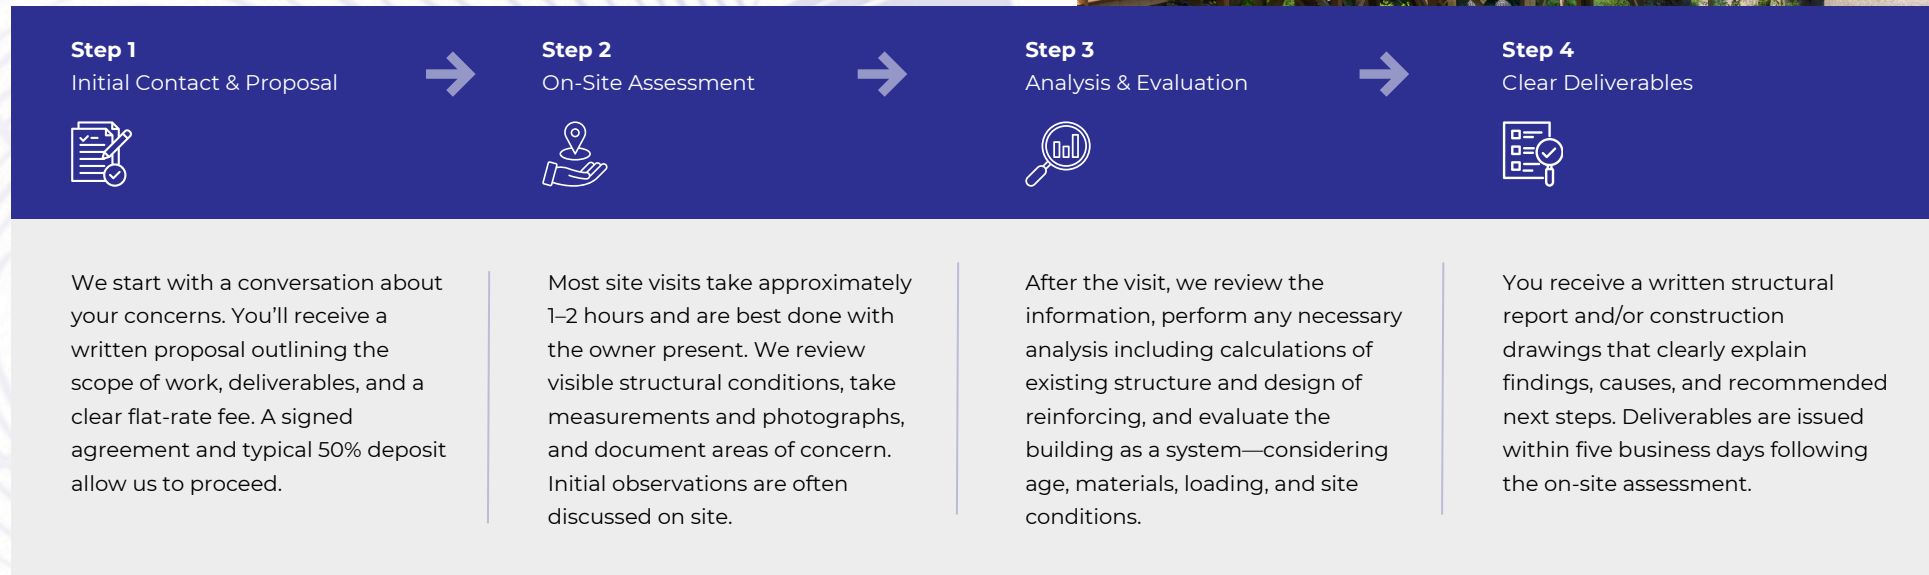 Step 1
Initial Contact & Proposal
Step 2
On-Site Assessment
Step 3
Analysis & Evaluation
Step 4
Clear Deliverables
We start with a conversation about
your concerns. You’ll receive a
written proposal outlining the
scope of work, deliverables, and a
clear flat-rate fee. A signed
agreement and typical 50% deposit
allow us to proceed.
Most site visits take approximately
1–2 hours and are best done with
the owner present. We review
visible structural conditions, take
measurements and photographs,
and document areas of concern.
Initial observations are often
discussed on site.
After the visit, we review the
information, perform any necessary
analysis including calculations of
existing structure and design of
reinforcing, and evaluate the
building as a system—considering
age, materials, loading, and site
conditions.
You receive a written structural
report and/or construction
drawings that clearly explain
findings, causes, and recommended
next steps. Deliverables are issued
within five business days following
the on-site assessment.